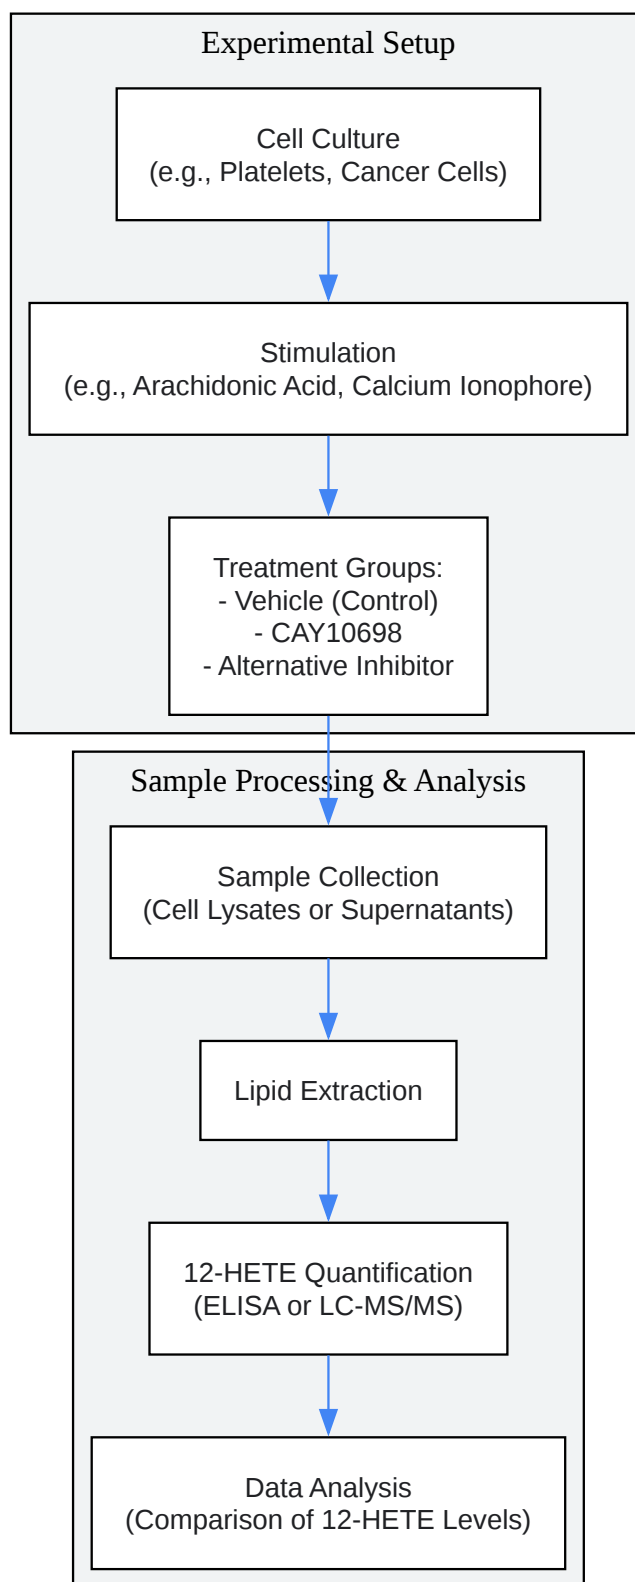 Experimental Setup
Cell Culture
(e.g., Platelets, Cancer Cells)
Stimulation
(e.g., Arachidonic Acid, Calcium Ionophore)
Treatment Groups:
- Vehicle (Control)
- CAY10698
- Alternative Inhibitor
Sample Processing & Analysis
Sample Collection
(Cell Lysates or Supernatants)
Lipid Extraction
12-HETE Quantification
(ELISA or LC-MS/MS)
Data Analysis
(Comparison of 12-HETE Levels)